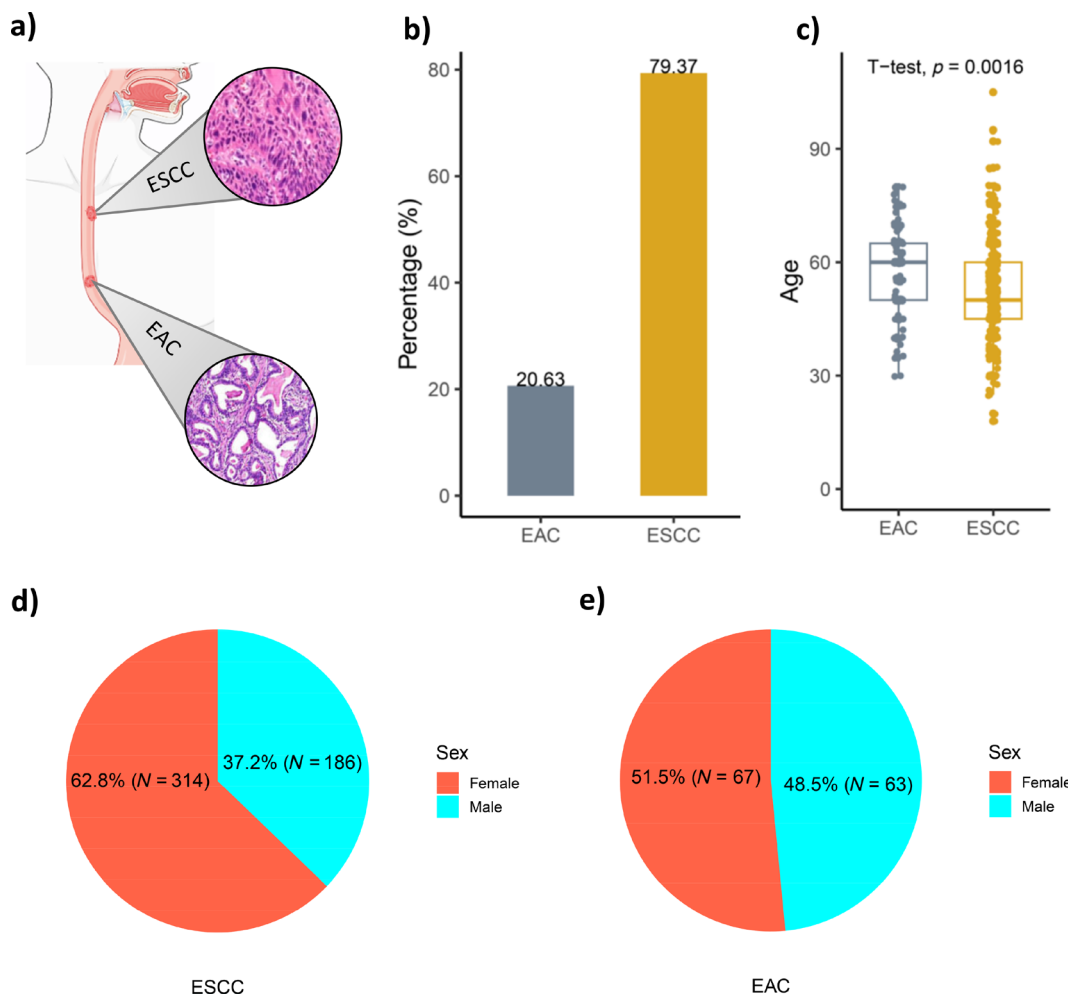 a)
ESCC
EAC
b)
Percentage (%)
80
60
40
20
0
20.63
79.37
EAC
ESCC
c)
T-test, p = 0.0016
Age
90
60
30
0
EAC
ESCC
d)
62.8% (N = 314)
37.2% (N = 186)
Sex
Female
Male
ESCC
e)
51.5% (N = 67)
48.5% (N = 63)
Sex
Female
Male
EAC